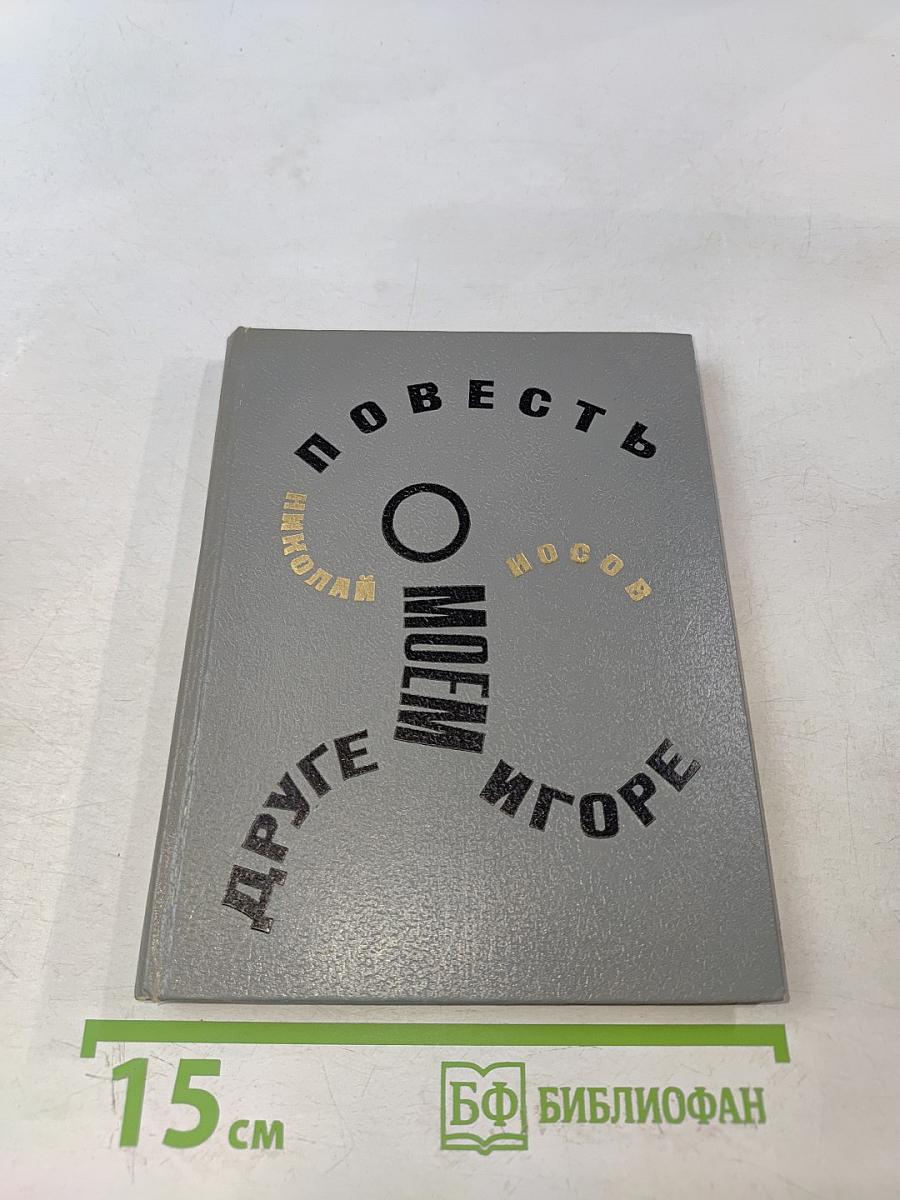 ПОВЕСТЬ
НИКОЛАЙ НОСОВ
О
МОЕМ
ДРУГЕ
ИГОРЕ
15 см
БФ БИБЛИОФАН